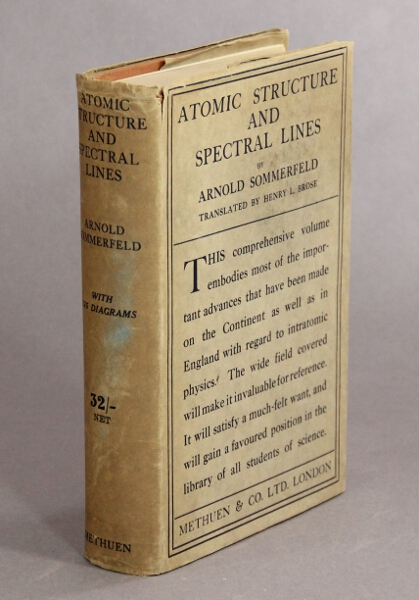 ATOMIC
STRUCTURE
AND
SPECTRAL
LINES
ARNOLD
SOMMERFELD
WITH
DIAGRAMS
32/-
NET
METHUEN
ATOMIC STRUCTURE
AND
SPECTRAL LINES
BY
ARNOLD SOMMERFELD
TRANSLATED BY HENRY L. BROSE
THIS comprehensive volume
embodies most of the impor-
tant advances that have been made
on the Continent as well as in
England with regard to intratomic
physics. The wide field covered
will make it invaluable for reference.
It will satisfy a much-felt want, and
will gain a favoured position in the
library of all students of science.
METHUEN & CO. LTD. LONDON